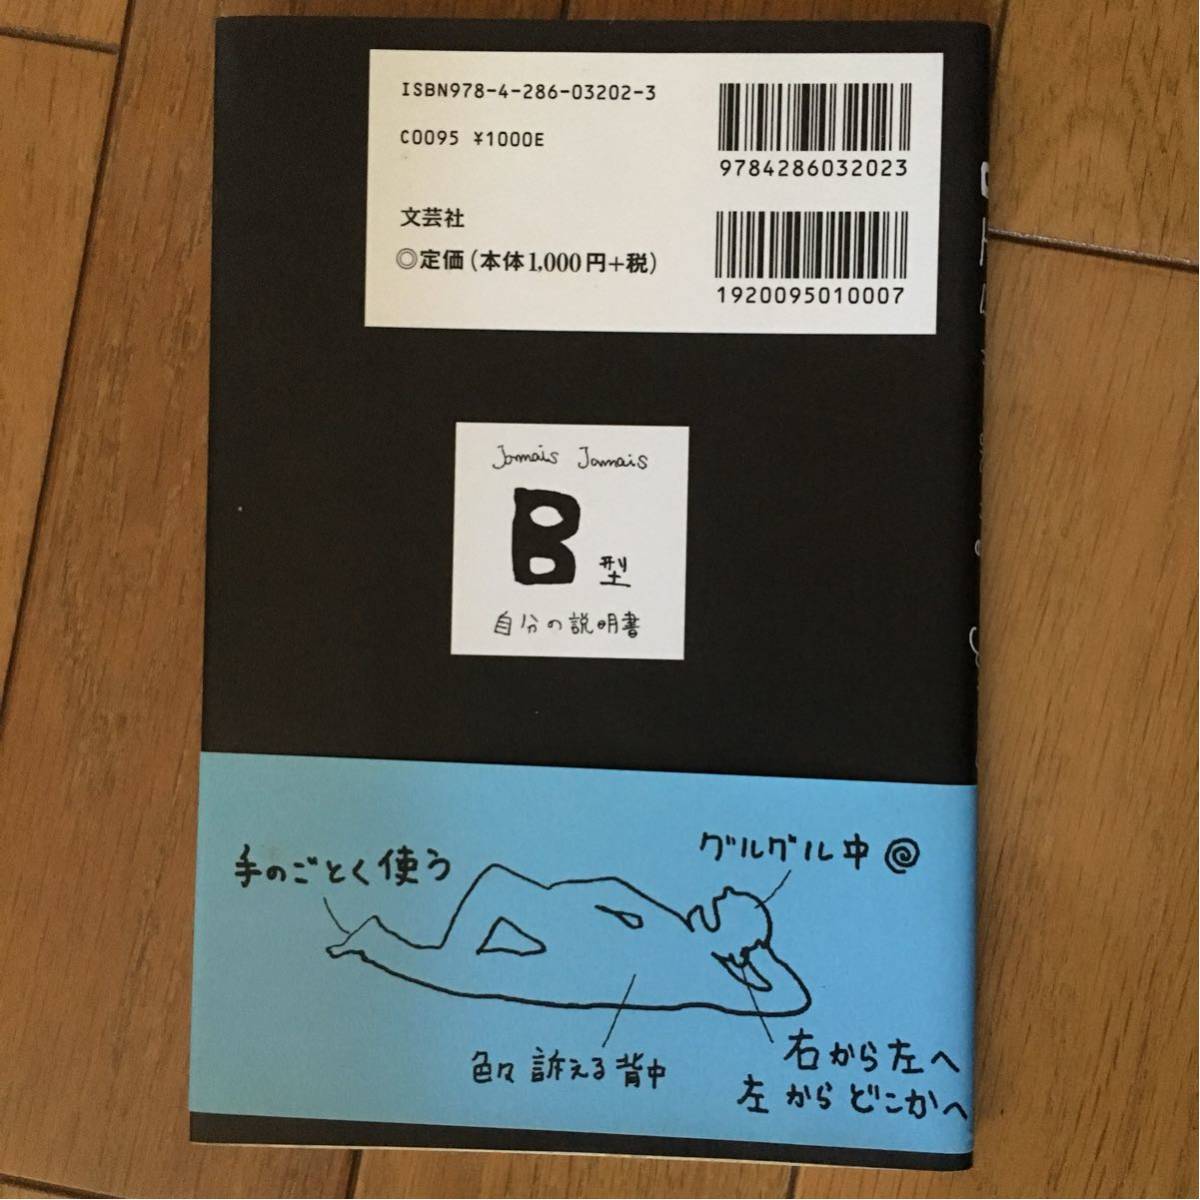 ISBN978-4-286-03202-3
C0095 ¥1000E
9784286032023
文芸社
◎定価(本体1,000円+税)
1920095010007
Jamais Jamais
B型
自分の説明書
手のごとく使う
グルグル中
色々訴える背中
右から左へ
左からどこかへ